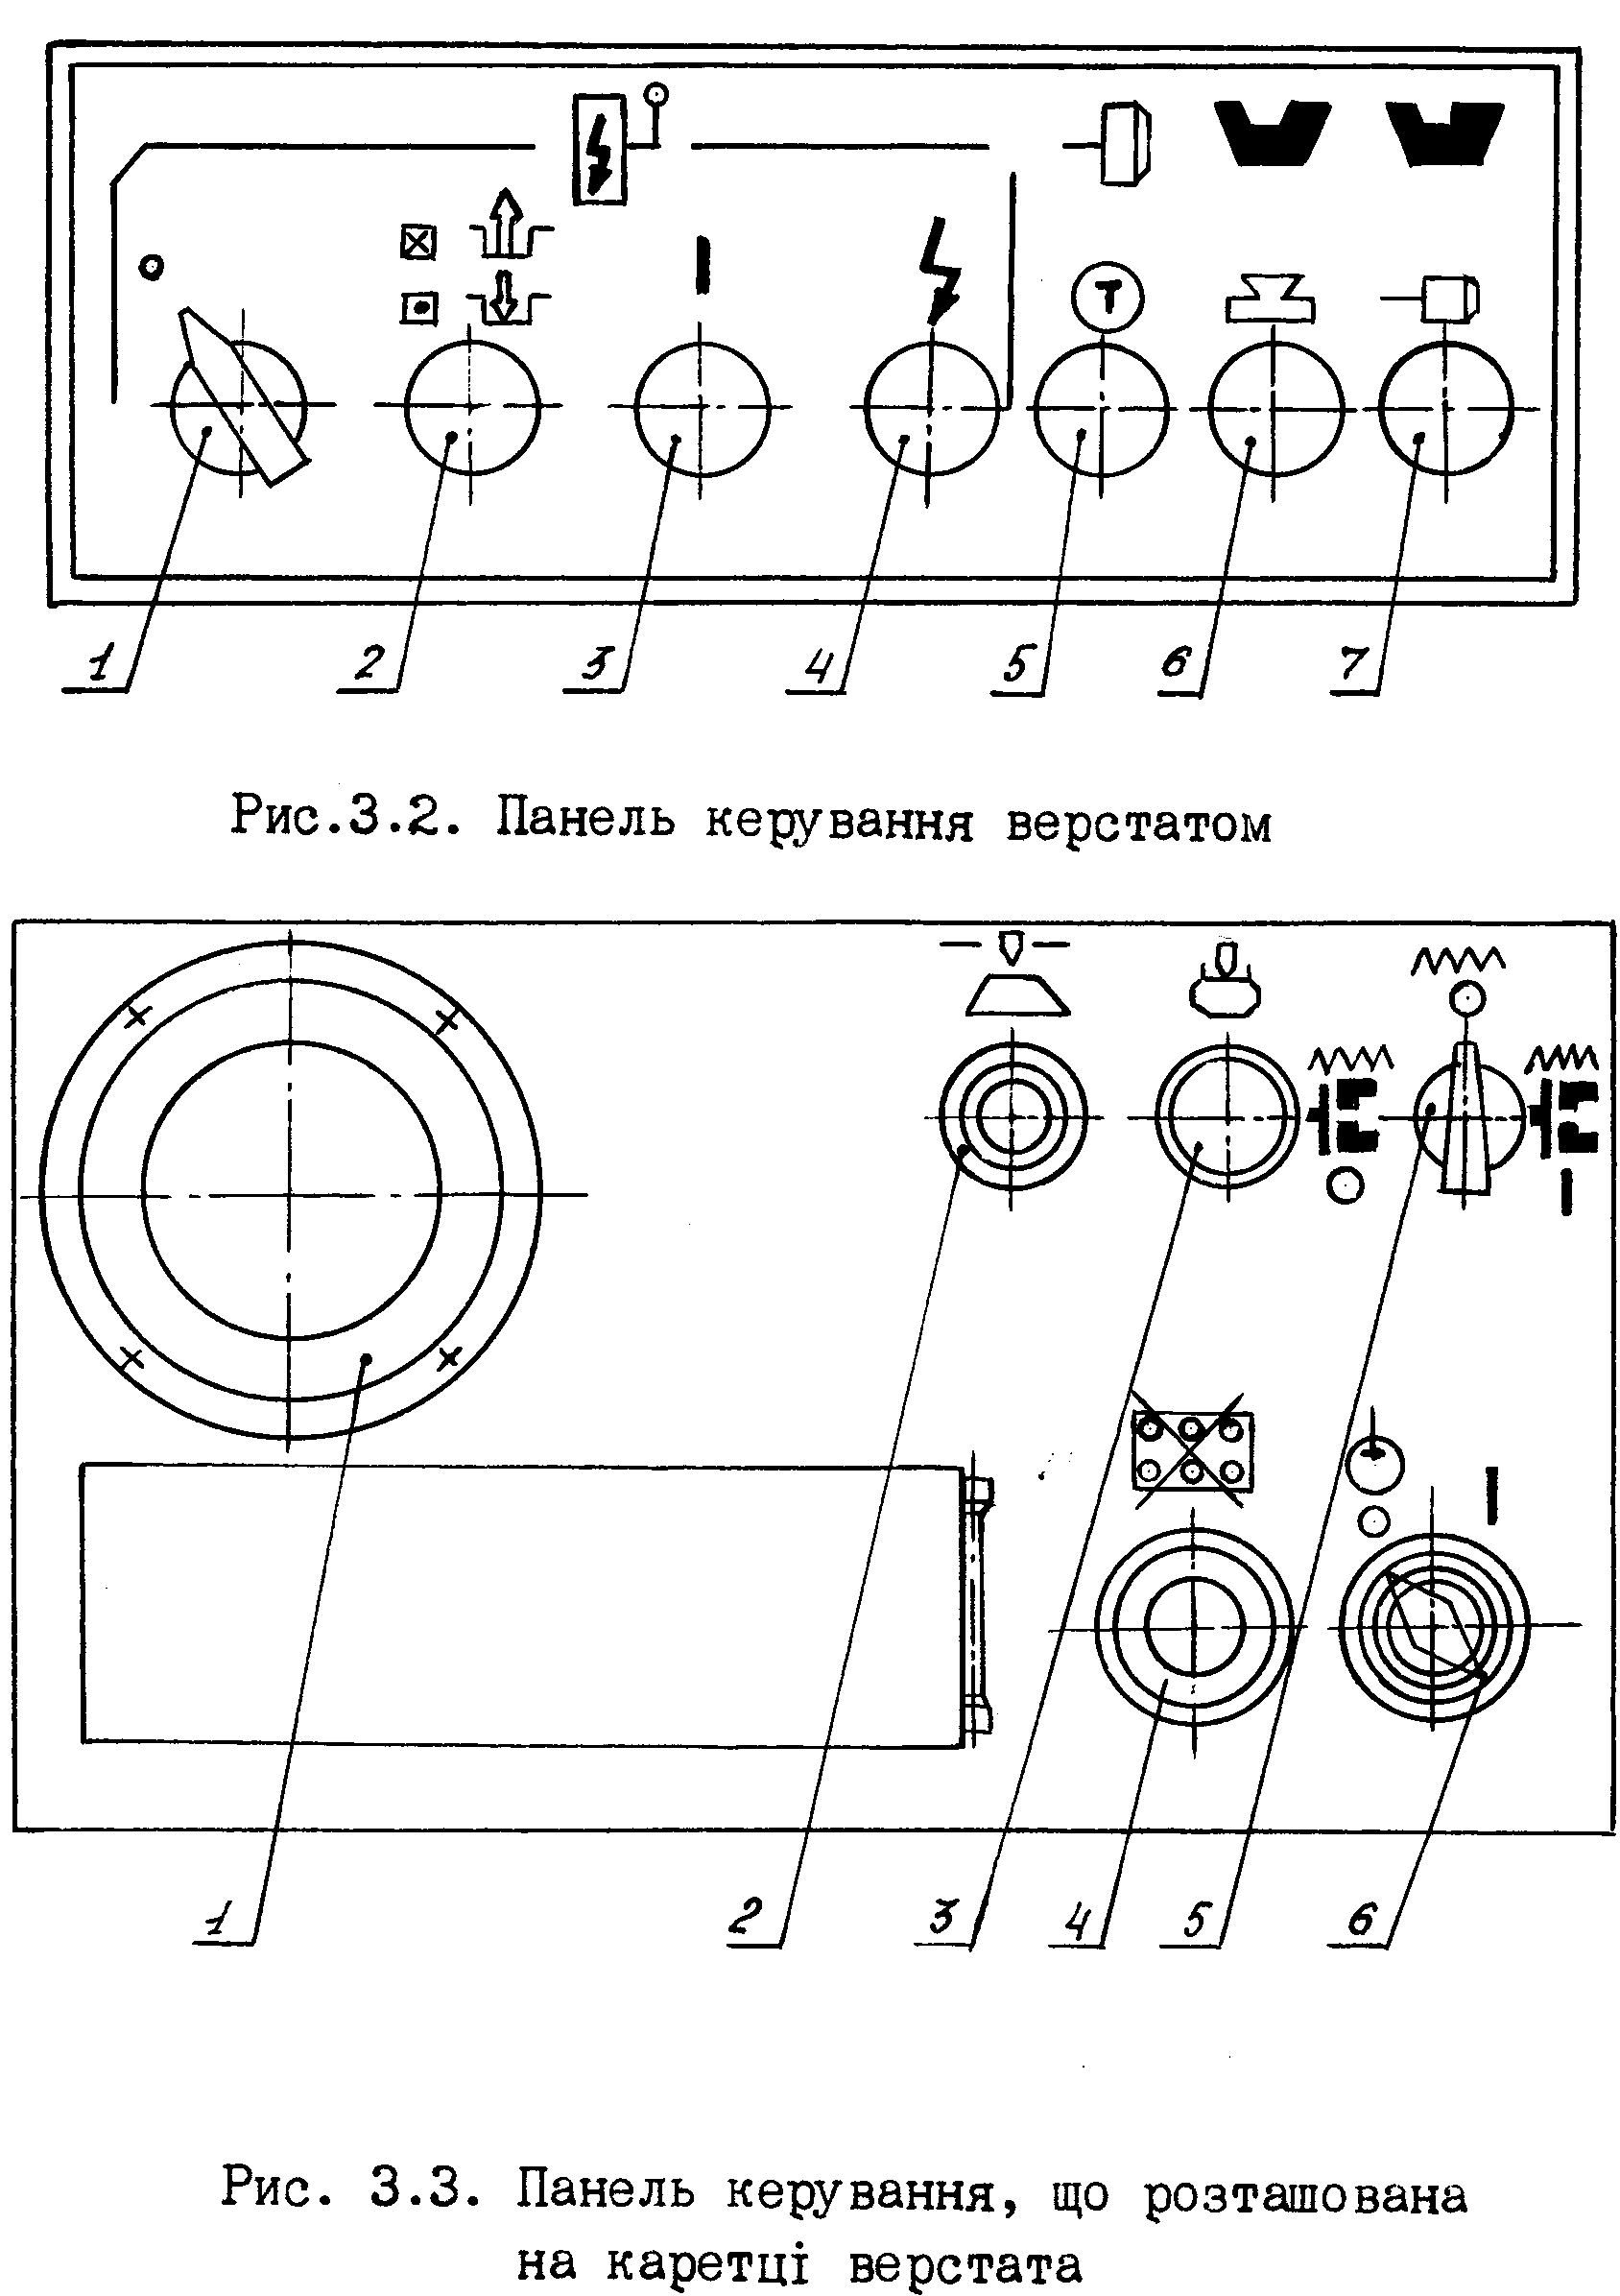 T
1 2 3 4 5 6 7
Рис.3.2. Панель керування верстатом
1 2 3 4 5 6
Рис. 3.3. Панель керування, що розташована
на каретці верстата